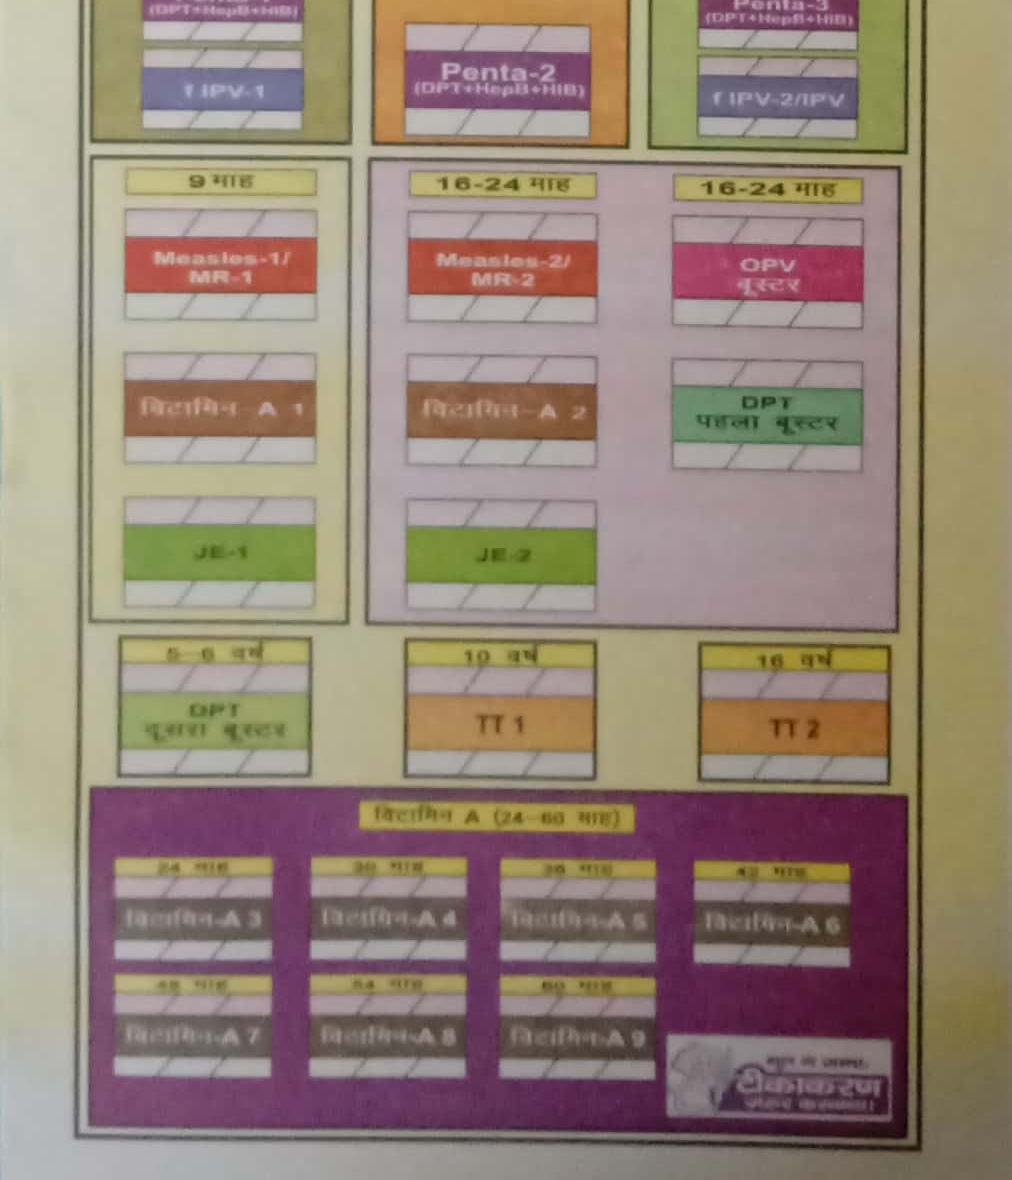 (DPT+HepB+HIB)
f IPV-1
Penta-2
(DPT+HepB+HIB)
Penta-3
(DPT+HepB+HIB)
f IPV-2/IPV
9 माह
Measles-1/
MR-1
विटामिन-A 1
JE-1
16-24 माह
Measles-2/
MR-2
विटामिन-A 2
JE-2
16-24 माह
OPV
बूस्टर
DPT
पहला बूस्टर
5-6 वर्ष
DPT
दूसरा बूस्टर
10 वर्ष
TT 1
16 वर्ष
TT 2
विटामिन A (24-60 माह)
24 माह
विटामिन-A 3
30 माह
विटामिन-A 4
36 माह
विटामिन-A 5
42 माह
विटामिन-A 6
48 माह
विटामिन-A 7
54 माह
विटामिन-A 8
60 माह
विटामिन-A 9
टीकाकरण